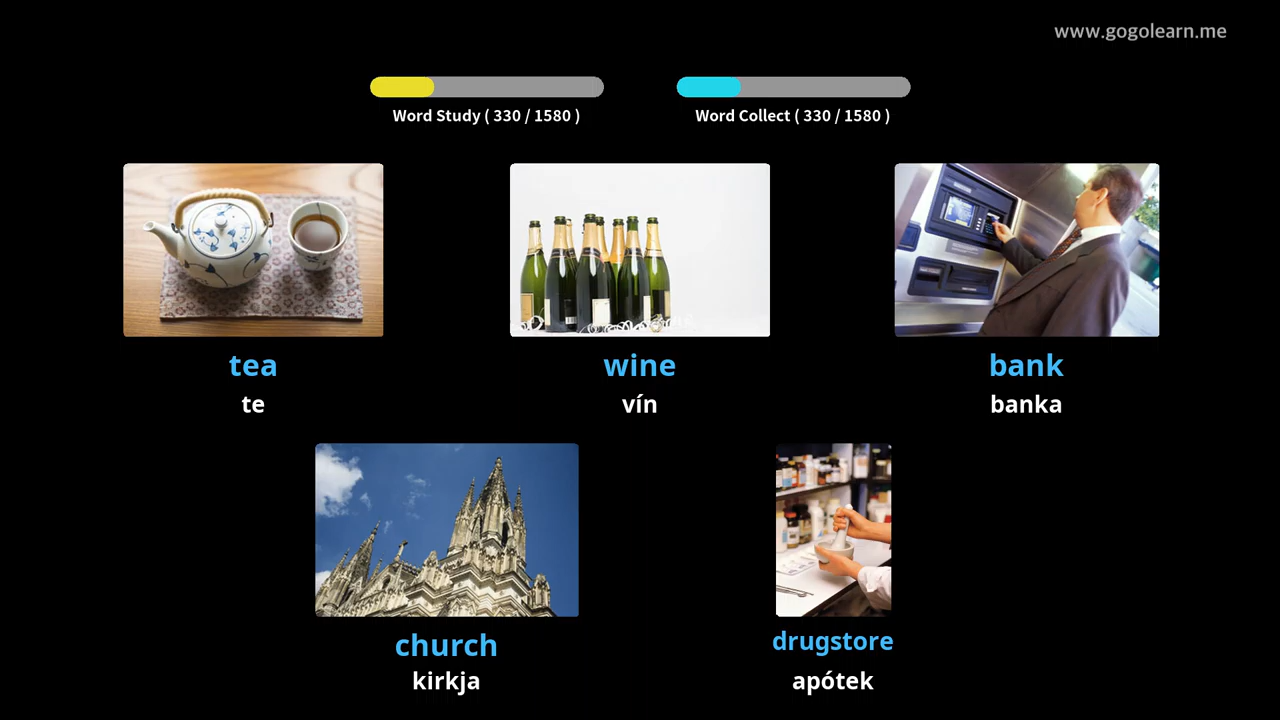 www.gogolearn.me
Word Study ( 330 / 1580 )
Word Collect ( 330 / 1580 )
tea
te
wine
vín
bank
banka
church
kirkja
drugstore
apótek